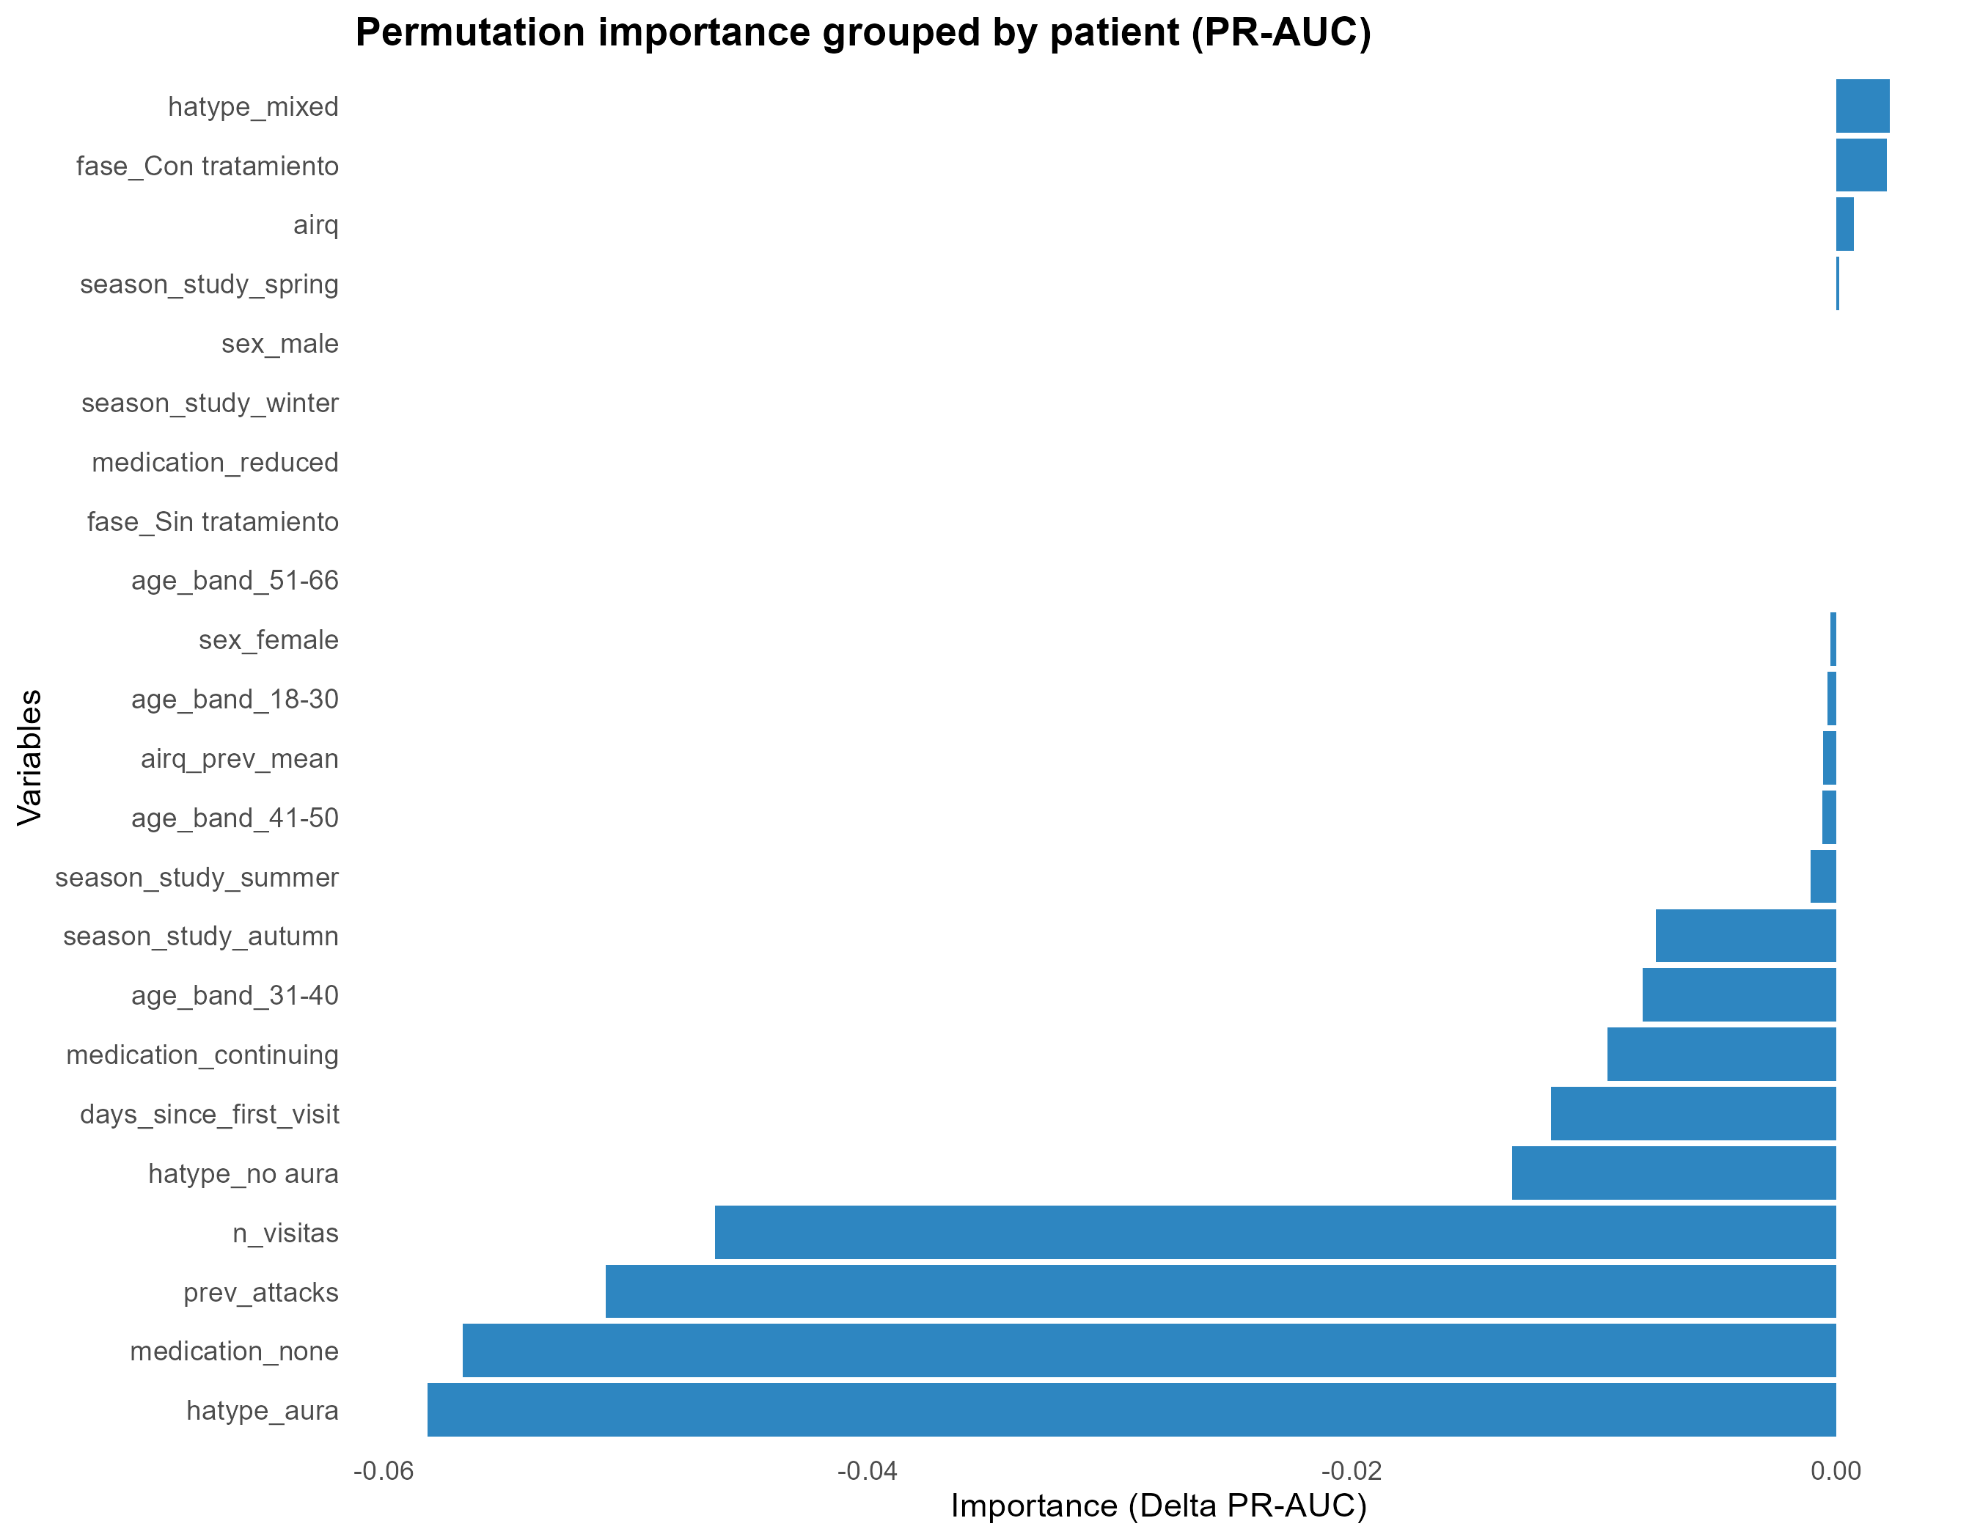 Permutation importance grouped by patient (PR-AUC)
hatype_mixed
fase_Con tratamiento
airq
season_study_spring
sex_male
season_study_winter
medication_reduced
fase_Sin tratamiento
age_band_51-66
sex_female
age_band_18-30
airq_prev_mean
age_band_41-50
season_study_summer
season_study_autumn
age_band_31-40
medication_continuing
days_since_first_visit
hatype_no aura
n_visitas
prev_attacks
medication_none
hatype_aura
Variables
-0.06 -0.04 -0.02 0.00
Importance (Delta PR-AUC)